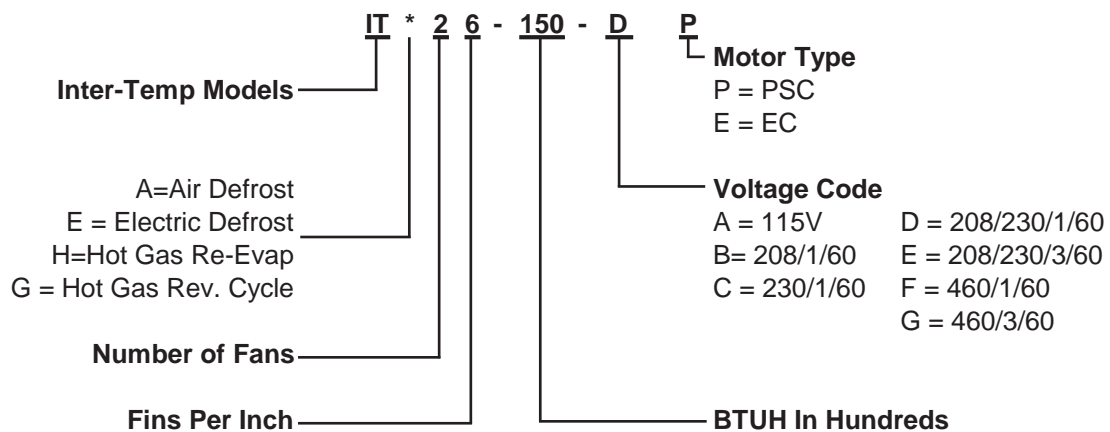 IT * 2 6 - 150 - D P
Motor Type
P = PSC
E = EC
Inter-Temp Models
A=Air Defrost
E = Electric Defrost
H=Hot Gas Re-Evap
G = Hot Gas Rev. Cycle
Voltage Code
A = 115V D = 208/230/1/60
B= 208/1/60 E = 208/230/3/60
C = 230/1/60 F = 460/1/60
G = 460/3/60
Number of Fans
Fins Per Inch
BTUH In Hundreds